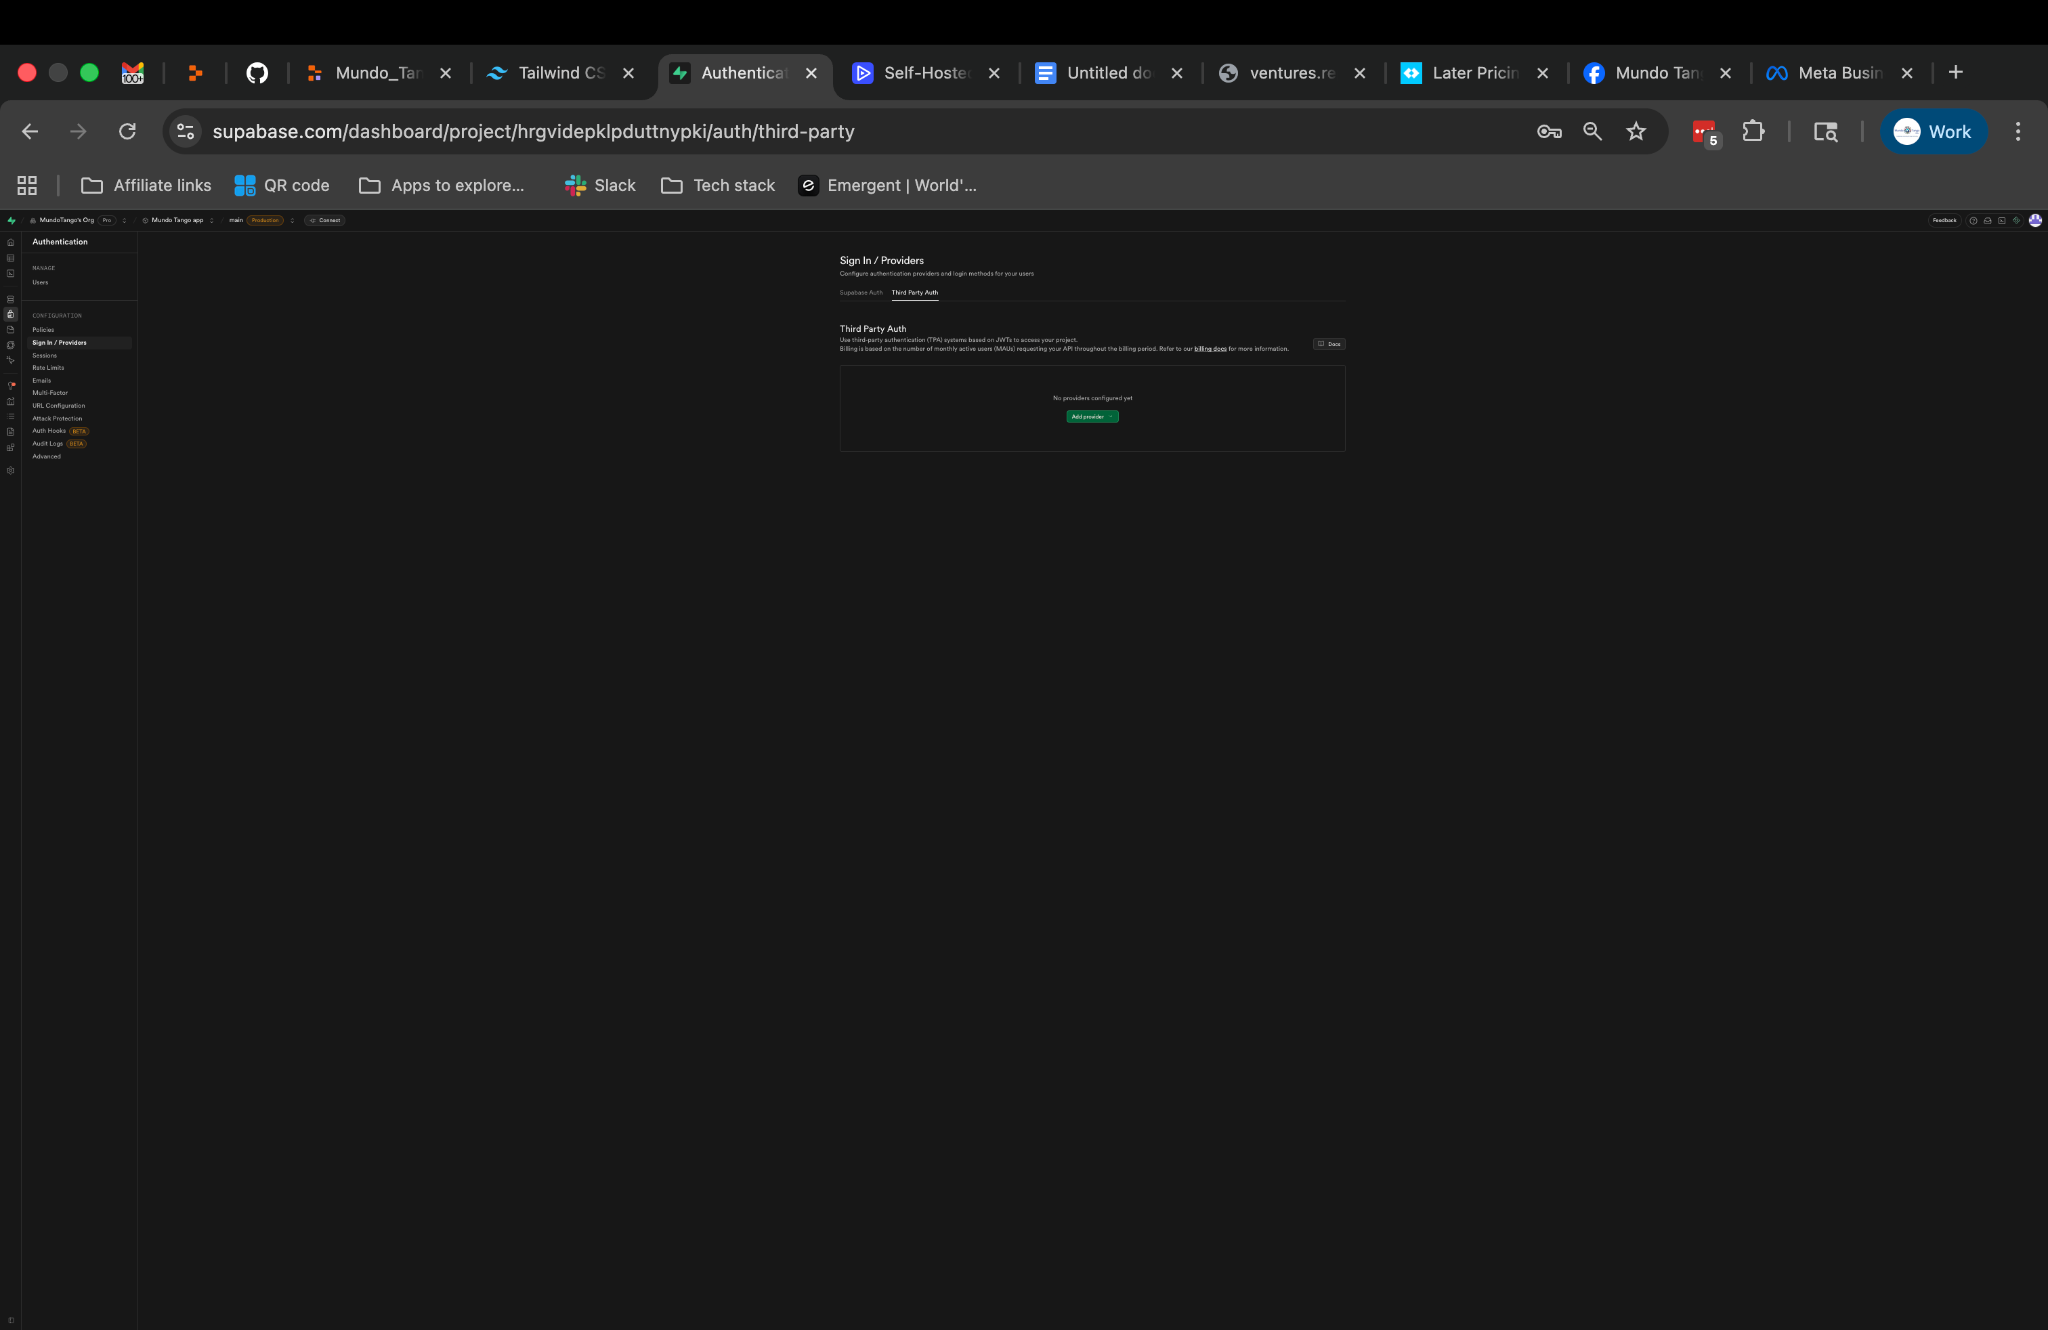 100+
Mundo_Tan
Tailwind CS
Authenticat
Self-Hosted
Untitled do
ventures.re
Later Pricin
Mundo Tan
Meta Busin
supabase.com/dashboard/project/hrgvidepklpduttnypki/auth/third-party
5
Work
Affiliate links
QR code
Apps to explore...
Slack
Tech stack
Emergent | World'...
MundoTango's Org Pro / Mundo Tango app / main Production Connect
Feedback
Authentication
MANAGE
Users
CONFIGURATION
Policies
Sign In / Providers
Sessions
Rate Limits
Emails
Multi-Factor
URL Configuration
Attack Protection
Auth Hooks BETA
Audit Logs BETA
Advanced
Sign In / Providers
Configure authentication providers and login methods for your users
Supabase Auth Third Party Auth
Third Party Auth
Use third-party authentication (TPA) systems based on JWTs to access your project.
Billing is based on the number of monthly active users (MAUs) requesting your API throughout the billing period. Refer to our billing docs for more information.
Docs
No providers configured yet
Add provider